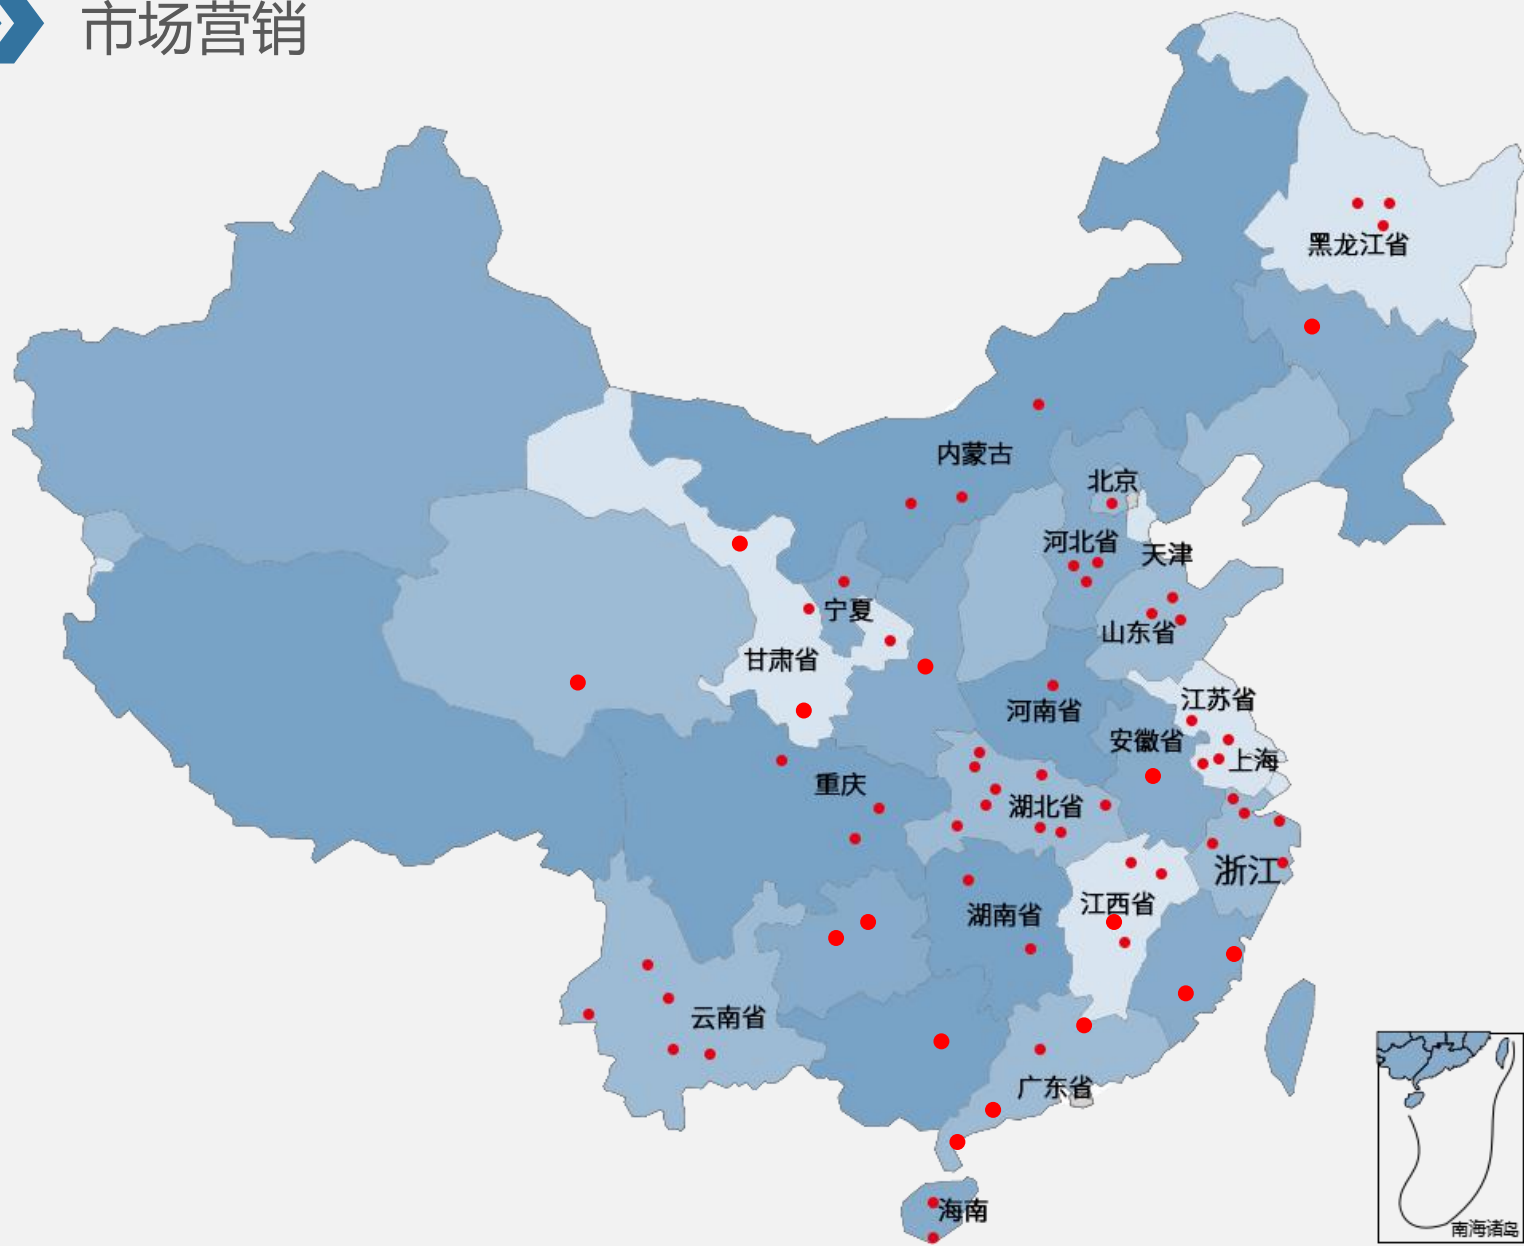 市场营销
黑龙江省
内蒙古
北京
河北省
天津
宁夏
山东省
甘肃省
江苏省
河南省
安徽省
上海
重庆
湖北省
浙江
江西省
湖南省
云南省
广东省
海南
南海诸岛